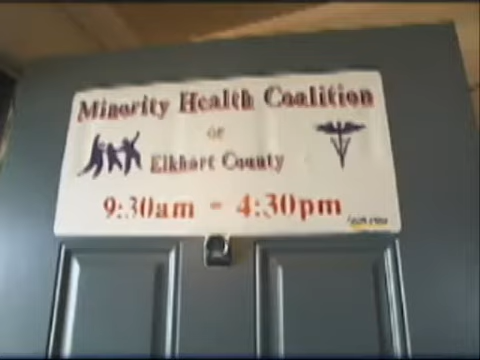 Minority Health Coalition
OF
Elkhart County
9:30am - 4:30pm